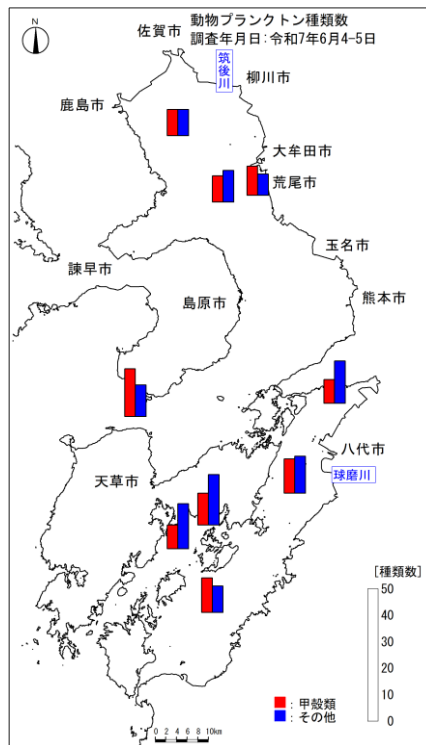 動物プランクトン種類数
調査年月日:令和7年6月4-5日
佐賀市
筑後川
柳川市
鹿島市
大牟田市
荒尾市
玉名市
諫早市
島原市
熊本市
八代市
球磨川
天草市
[種類数]
50
40
30
20
10
0
N
:甲殻類
:その他
0 2 4 6 8 10km